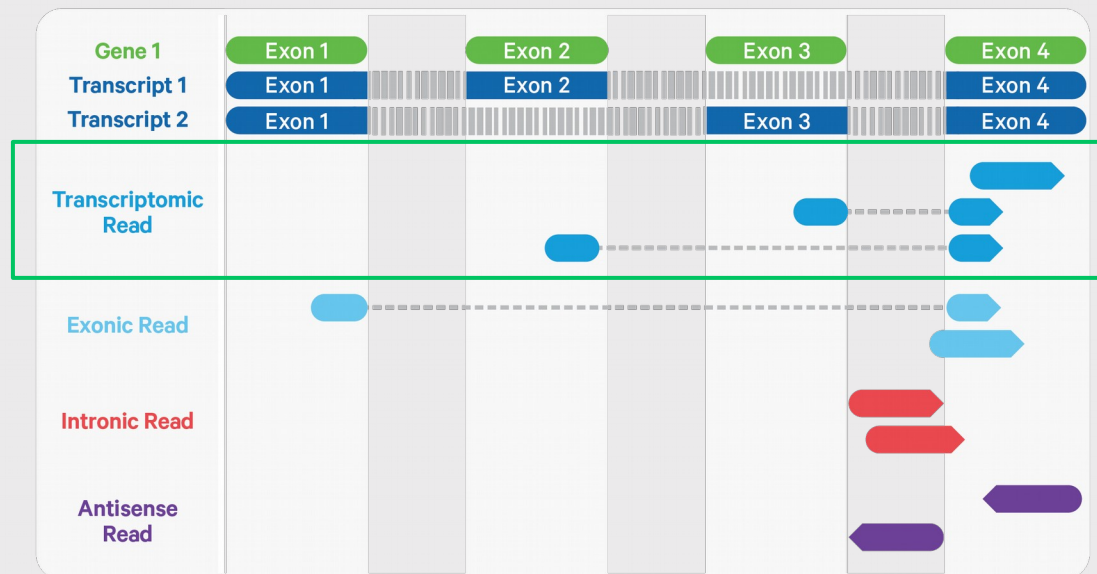 Gene 1 Exon 1 Exon 2 Exon 3 Exon 4
Transcript 1 Exon 1 Exon 2 Exon 4
Transcript 2 Exon 1 Exon 3 Exon 4
Transcriptomic
Read
Exonic Read
Intronic Read
Antisense
Read